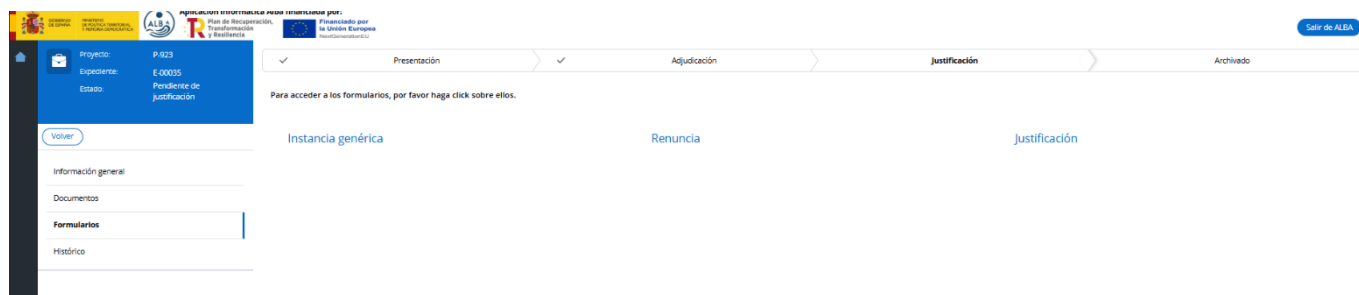 Aplicación informática Alba financiada por:
GOBIERNO DE ESPAÑA
MINISTERIO DE POLÍTICA TERRITORIAL Y MEMORIA DEMOCRÁTICA
ALBA
Plan de Recuperación,
Transformación
y Resiliencia
Financiado por
la Unión Europea
NextGenerationEU
Salir de ALBA
Proyecto: P-923
Expediente: E-00035
Estado: Pendiente de
justificación
Presentación
Adjudicación
Justificación
Archivado
Para acceder a los formularios, por favor haga click sobre ellos.
Volver
Instancia genérica
Renuncia
Justificación
Información general
Documentos
Formularios
Histórico